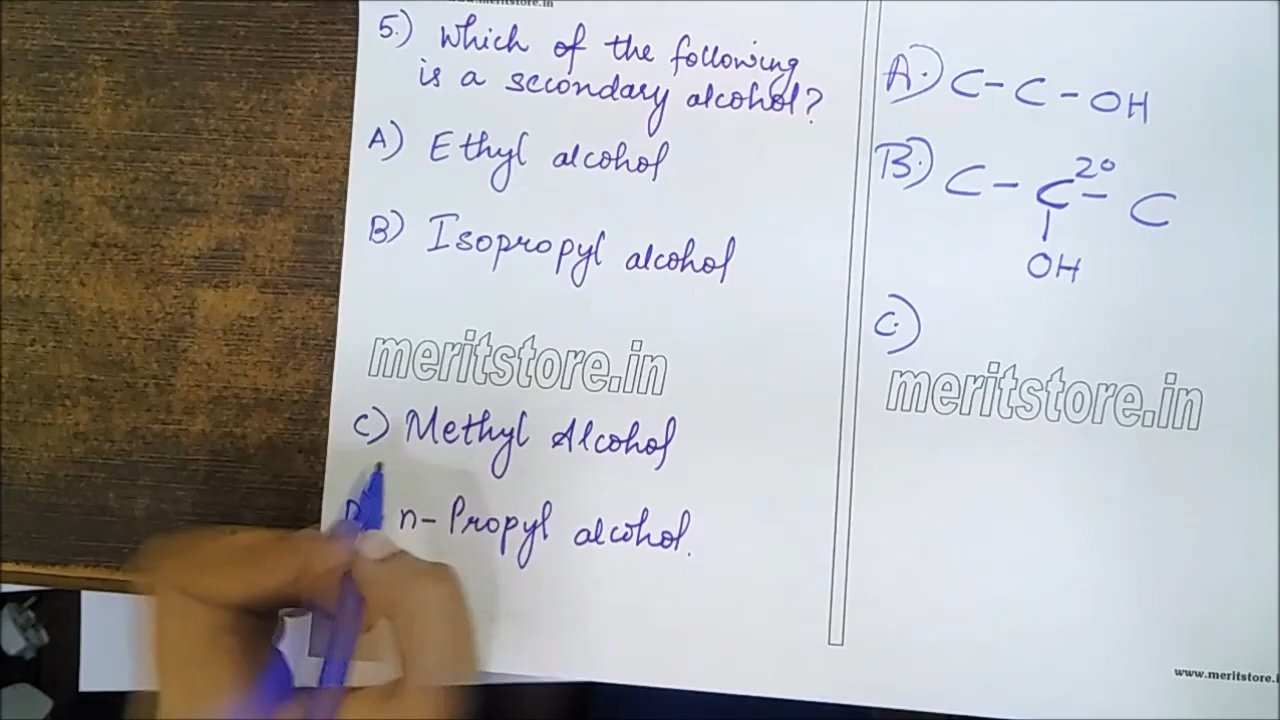 5.) Which of the following
is a secondary alcohol?
A) Ethyl alcohol
B) Isopropyl alcohol
meritstore.in
C) Methyl Alcohol
n-Propyl alcohol.
A.) C-C-OH
B.) C-C-C
2°
OH
C.)
meritstore.in
www.meritstore.